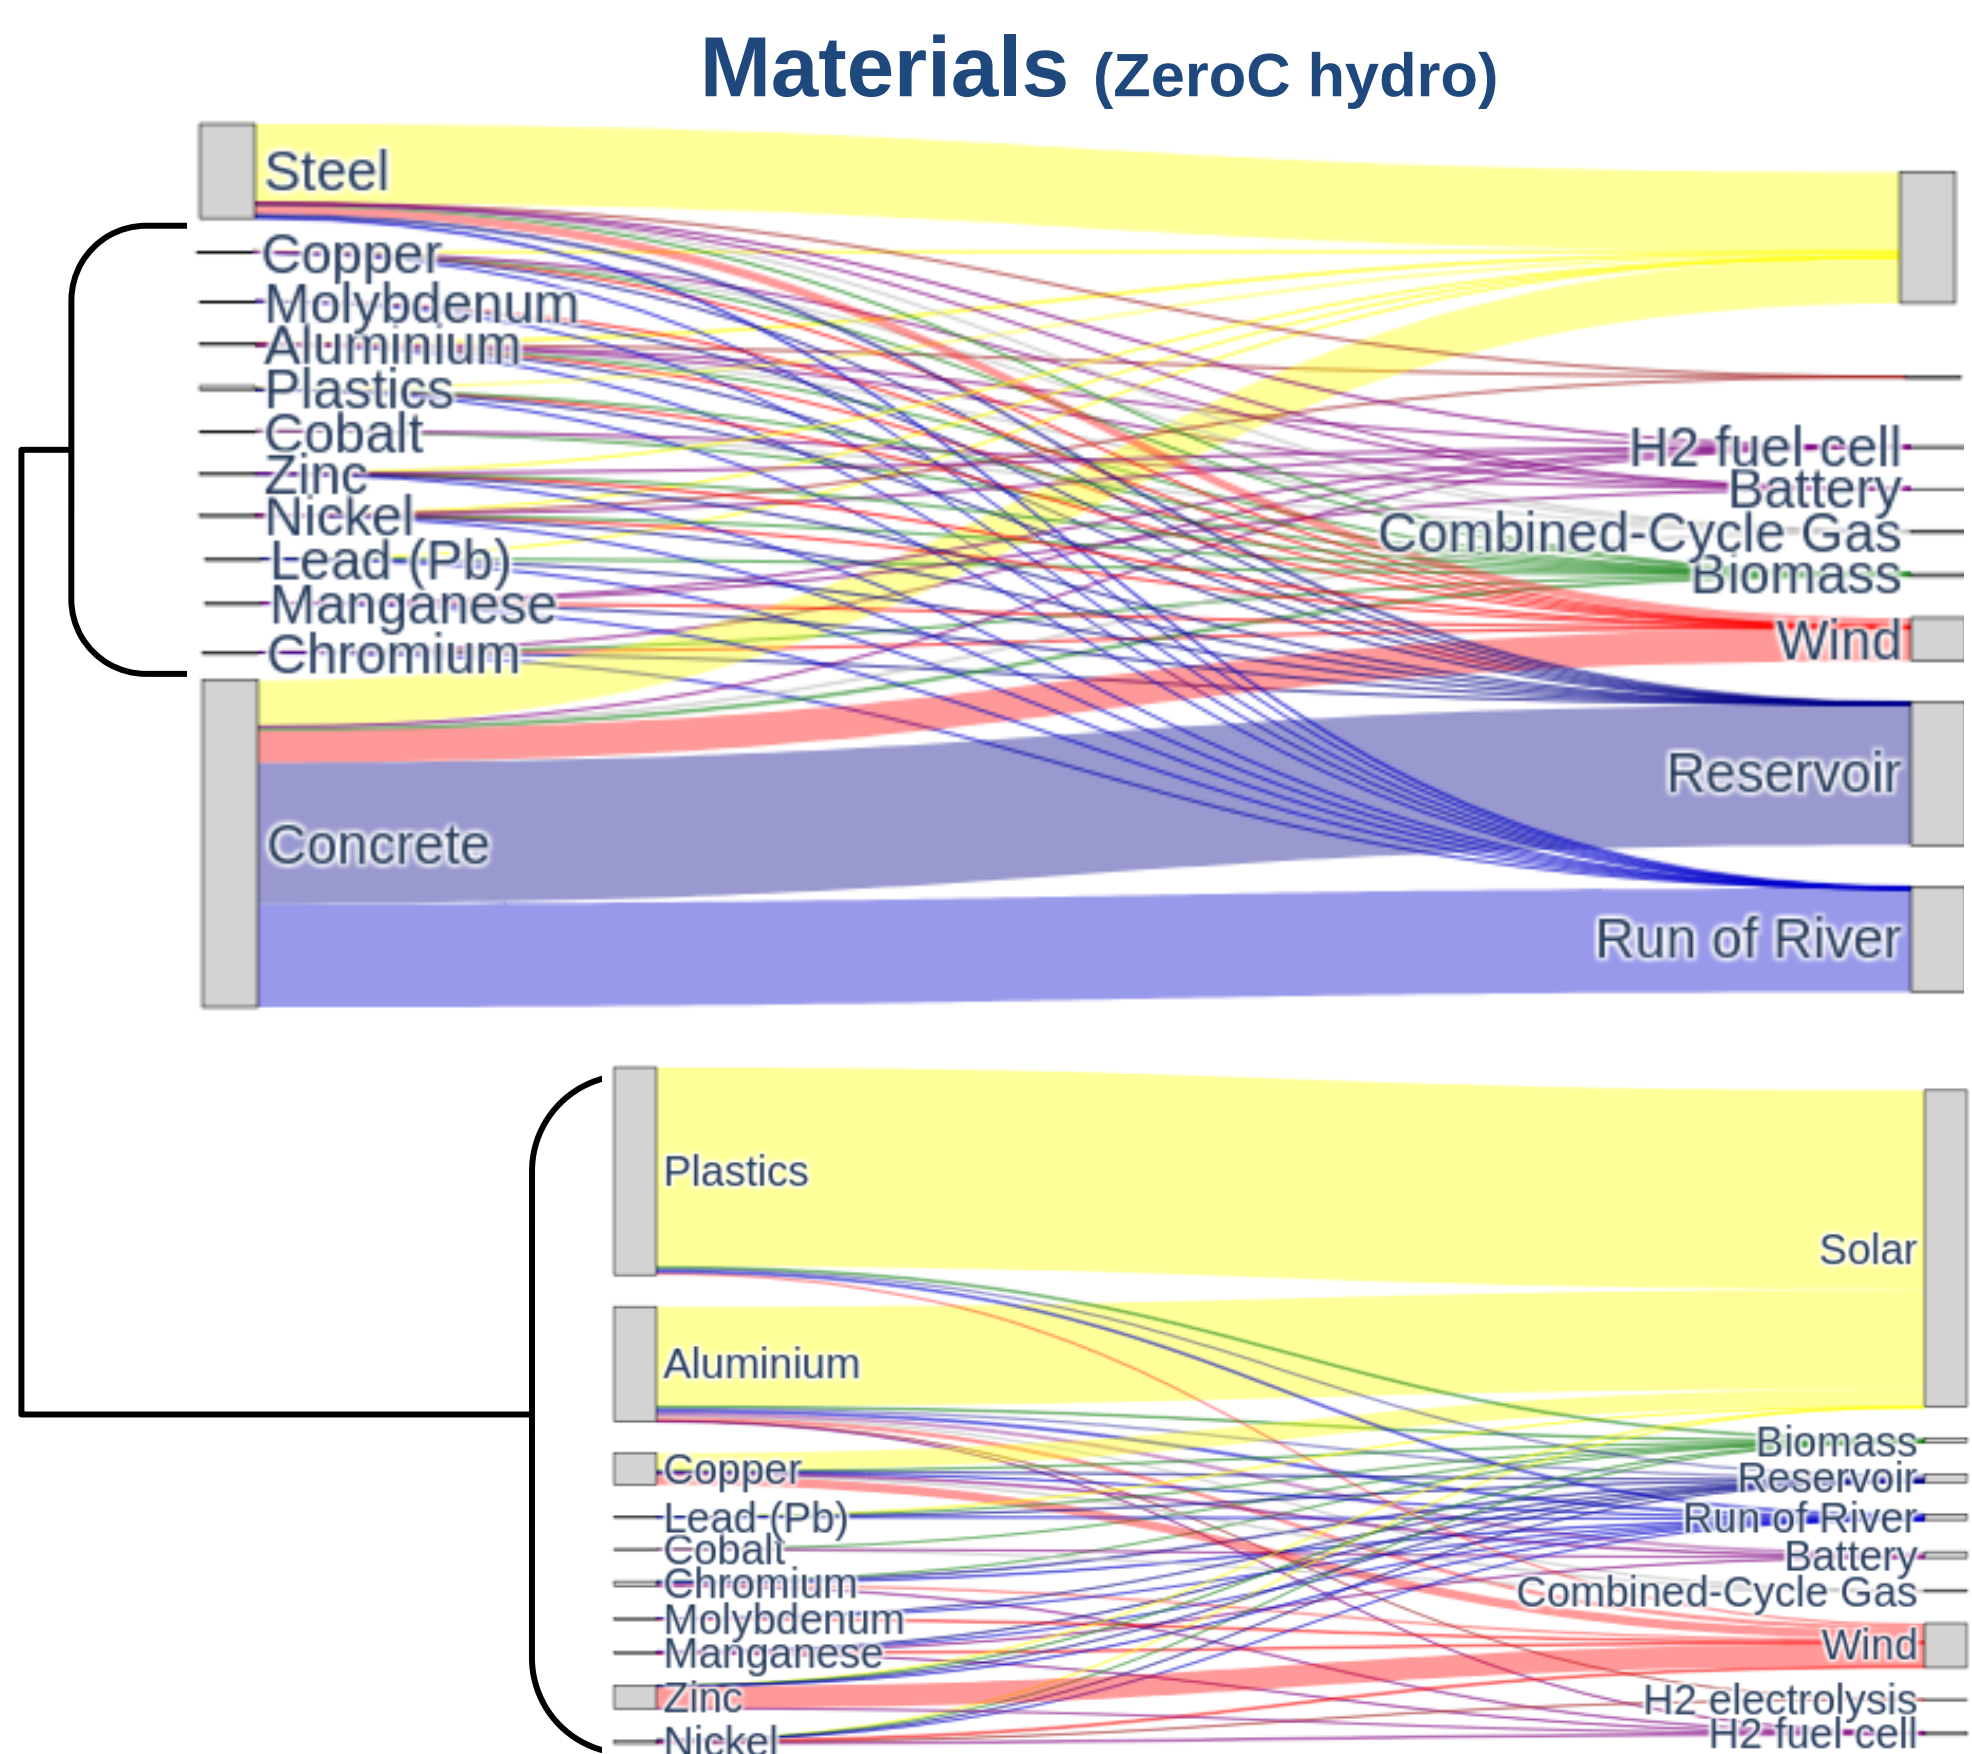 Materials (ZeroC hydro)
Steel
Copper
Molybdenum
Aluminium
Plastics
Cobalt
Zinc
Nickel
Lead (Pb)
Manganese
Chromium
Concrete
H2 fuel cell
Battery
Combined-Cycle Gas
Biomass
Wind
Reservoir
Run of River
Plastics
Aluminium
Copper
Lead (Pb)
Cobalt
Chromium
Molybdenum
Manganese
Zinc
Nickel
Solar
Biomass
Reservoir
Run of River
Battery
Combined-Cycle Gas
Wind
H2 electrolysis
H2 fuel cell